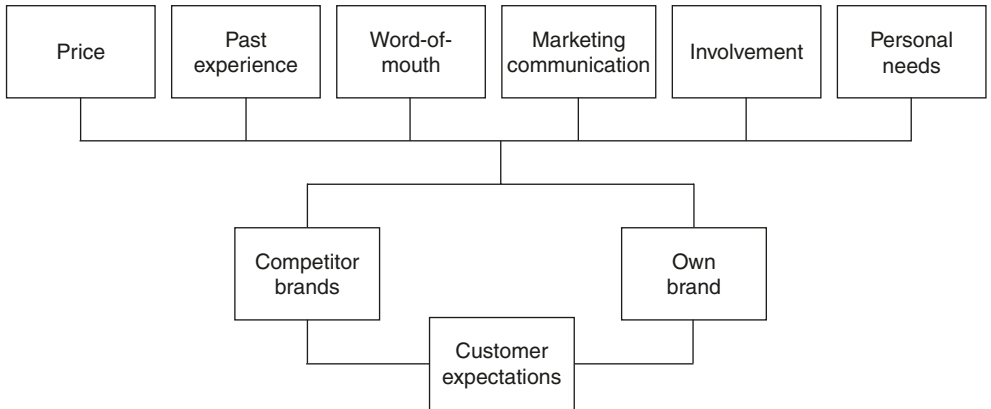 Price
Past
experience
Word-of-
mouth
Marketing
communication
Involvement
Personal
needs
Competitor
brands
Own
brand
Customer
expectations